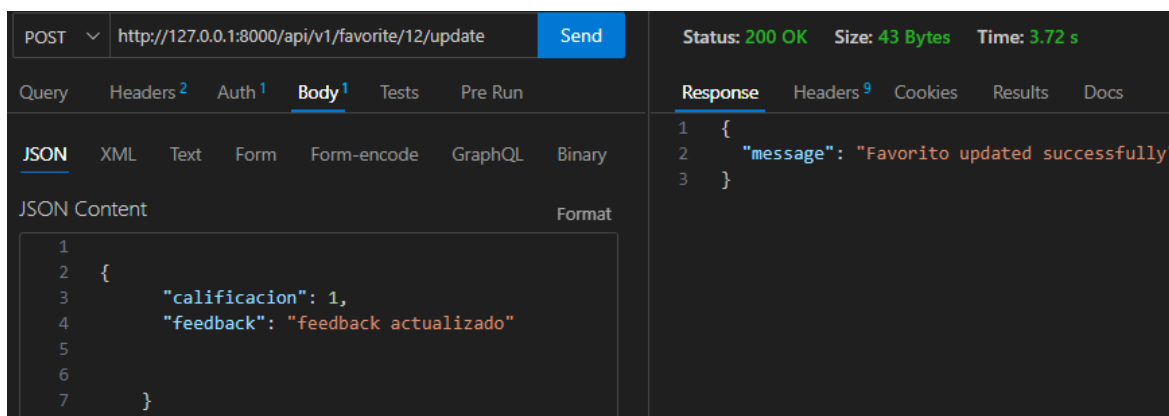 POST http://127.0.0.1:8000/api/v1/favorite/12/update Send
Query Headers 2 Auth 1 Body 1 Tests Pre Run
JSON XML Text Form Form-encode GraphQL Binary
JSON Content Format
1
2 {
3 "calificacion": 1,
4 "feedback": "feedback actualizado"
5
6
7 }
Status: 200 OK Size: 43 Bytes Time: 3.72 s
Response Headers 9 Cookies Results Docs
1 {
2 "message": "Favorito updated successfully"
3 }